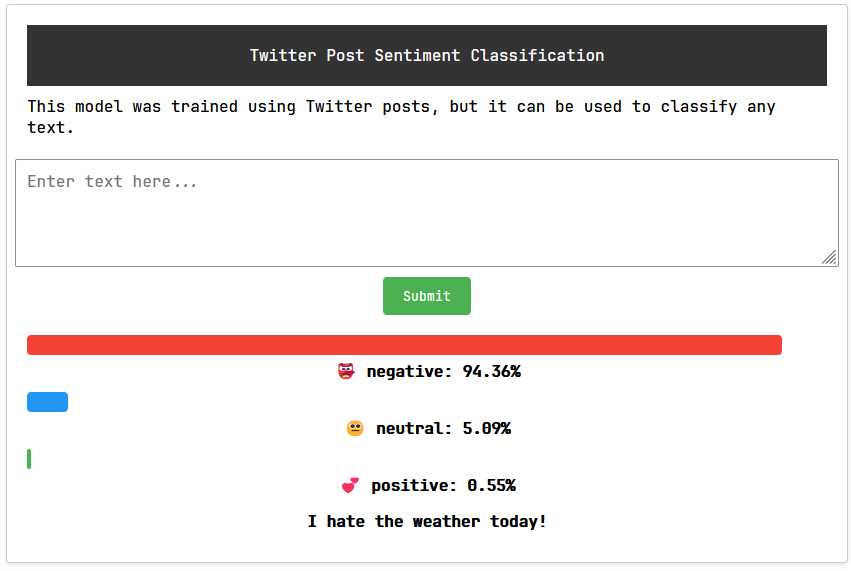 Twitter Post Sentiment Classification
This model was trained using Twitter posts, but it can be used to classify any
text.
Enter text here...
Submit
👹 negative: 94.36%
😐 neutral: 5.09%
💕 positive: 0.55%
I hate the weather today!